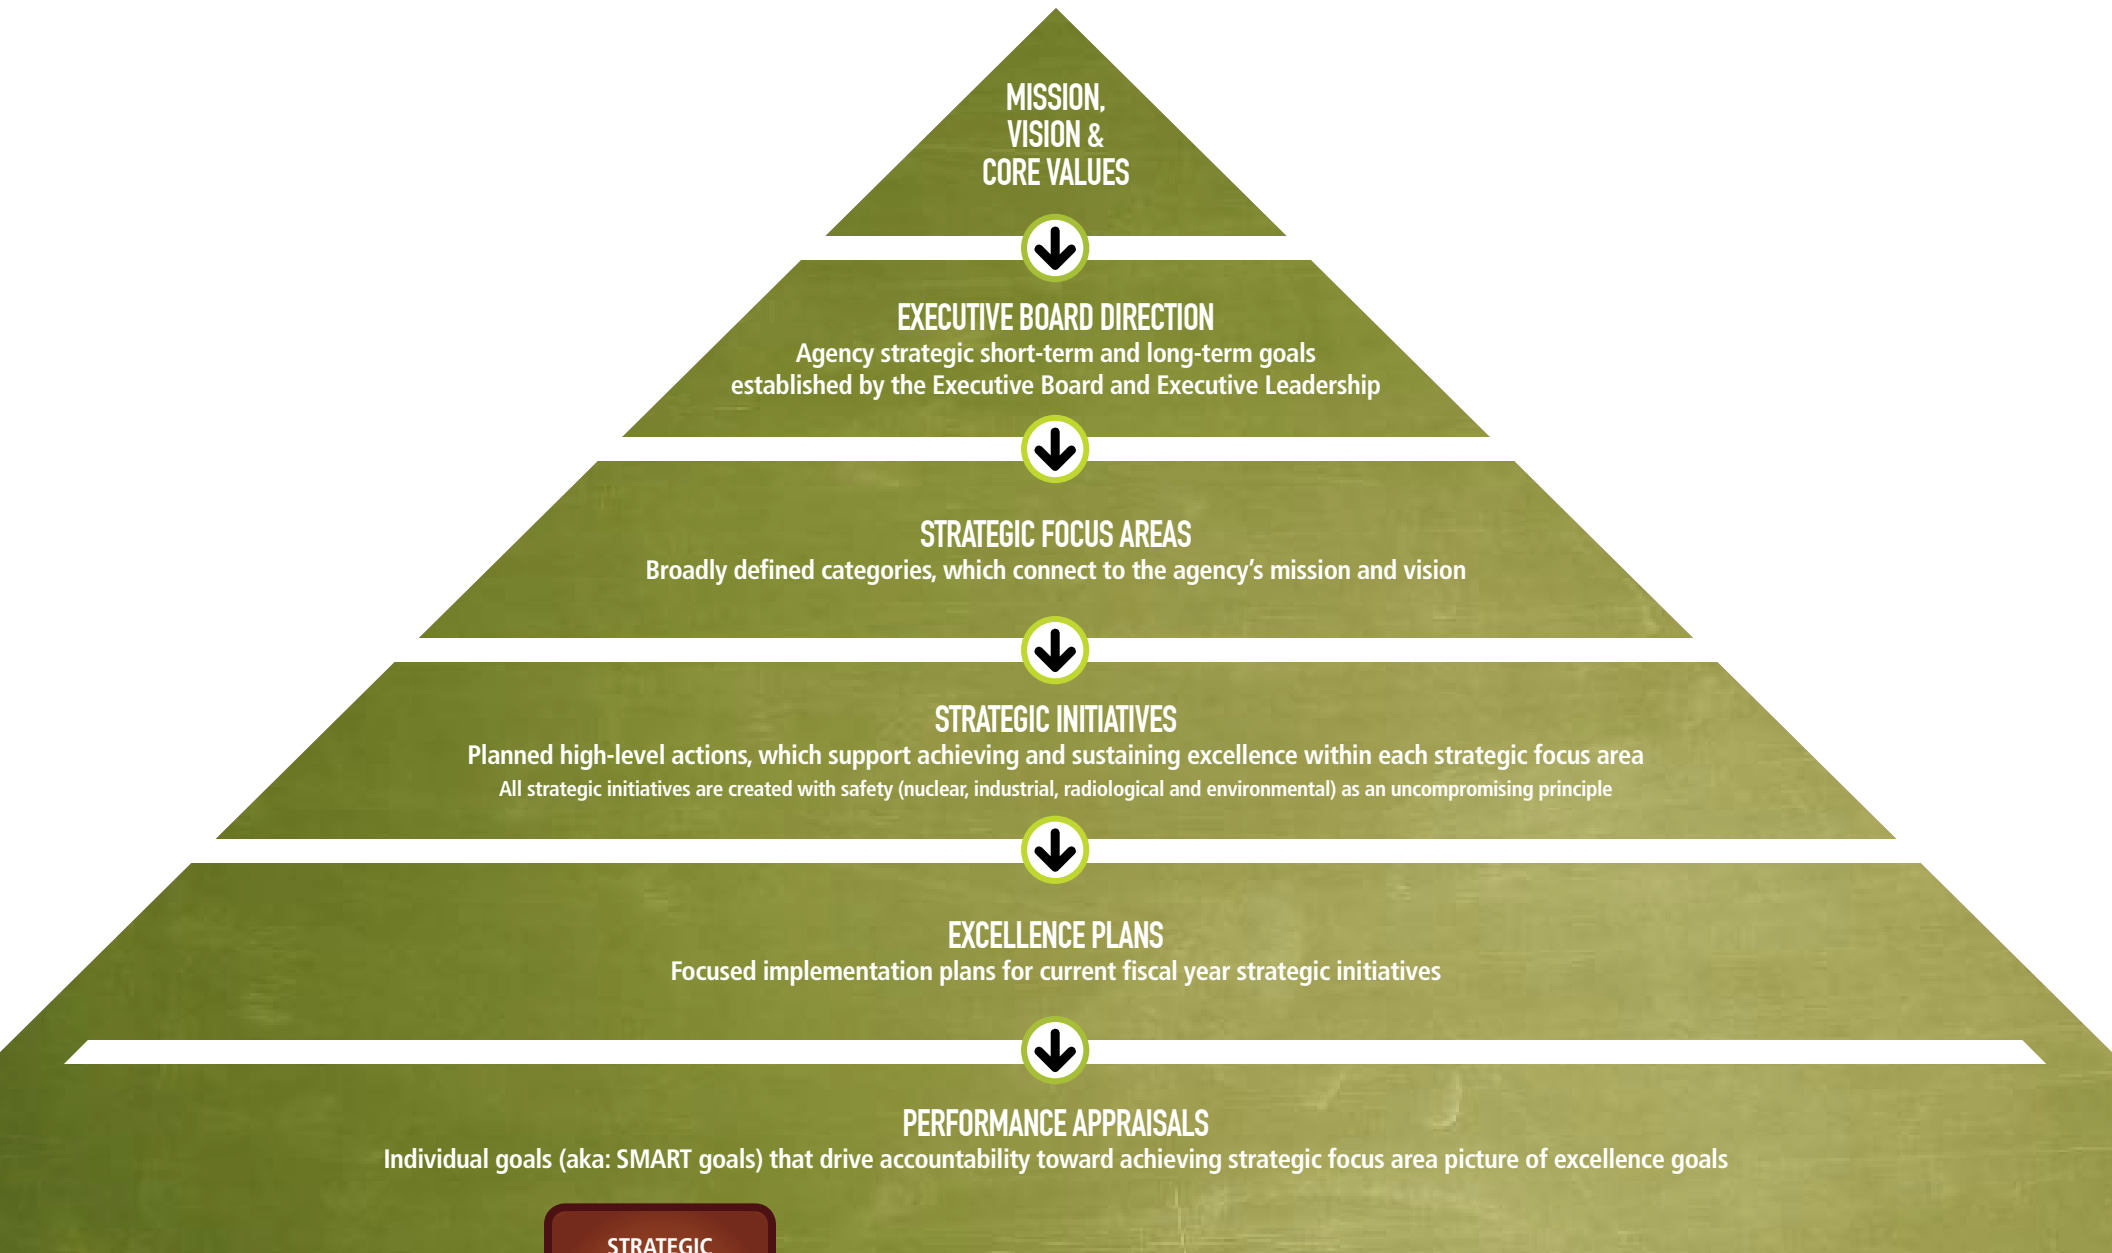 MISSION,
VISION &
CORE VALUES
EXECUTIVE BOARD DIRECTION
Agency strategic short-term and long-term goals
established by the Executive Board and Executive Leadership
STRATEGIC FOCUS AREAS
Broadly defined categories, which connect to the agency’s mission and vision
STRATEGIC INITIATIVES
Planned high-level actions, which support achieving and sustaining excellence within each strategic focus area
All strategic initiatives are created with safety (nuclear, industrial, radiological and environmental) as an uncompromising principle
EXCELLENCE PLANS
Focused implementation plans for current fiscal year strategic initiatives
PERFORMANCE APPRAISALS
Individual goals (aka: SMART goals) that drive accountability toward achieving strategic focus area picture of excellence goals
STRATEGIC